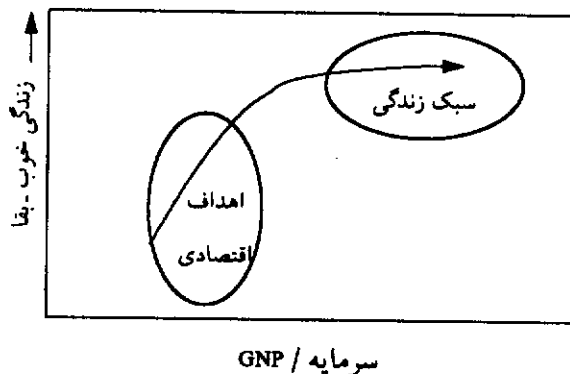 زندگی خوب - بقا
سبک زندگی
اهداف
اقتصادی
سرمایه / GNP